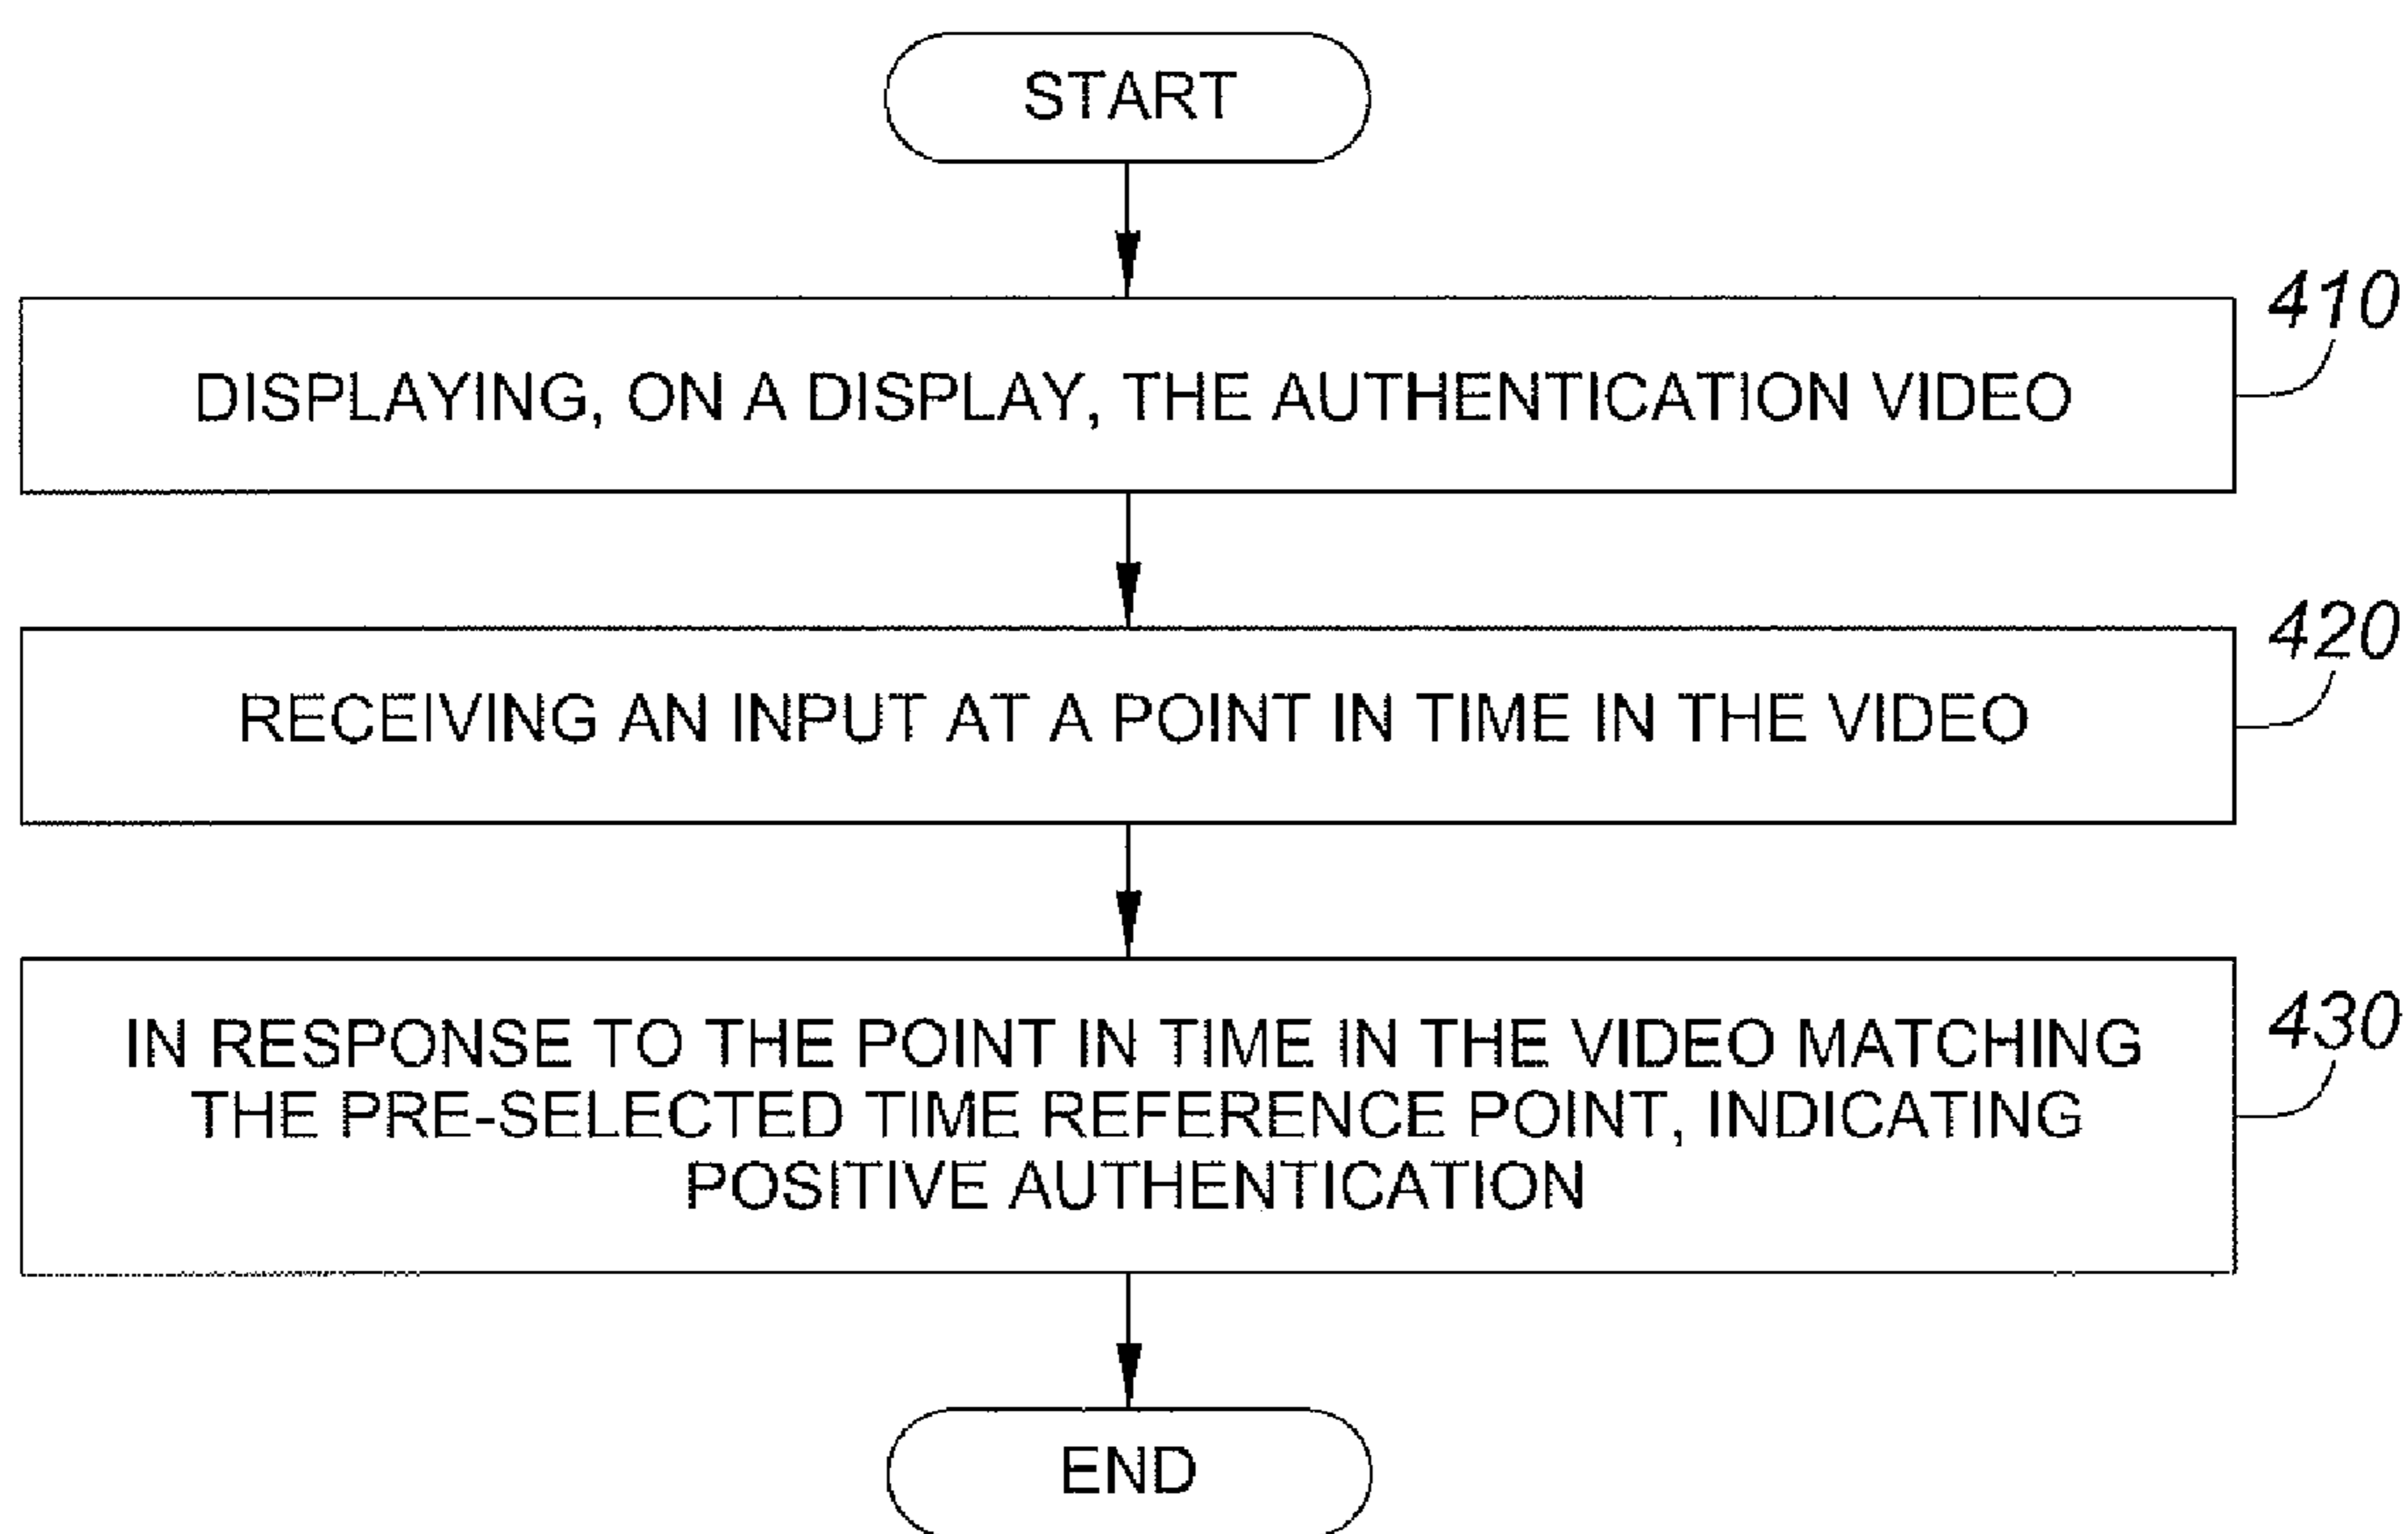 START
410
DISPLAYING, ON A DISPLAY, THE AUTHENTICATION VIDEO
420
RECEIVING AN INPUT AT A POINT IN TIME IN THE VIDEO
430
IN RESPONSE TO THE POINT IN TIME IN THE VIDEO MATCHING
THE PRE-SELECTED TIME REFERENCE POINT, INDICATING
POSITIVE AUTHENTICATION
END